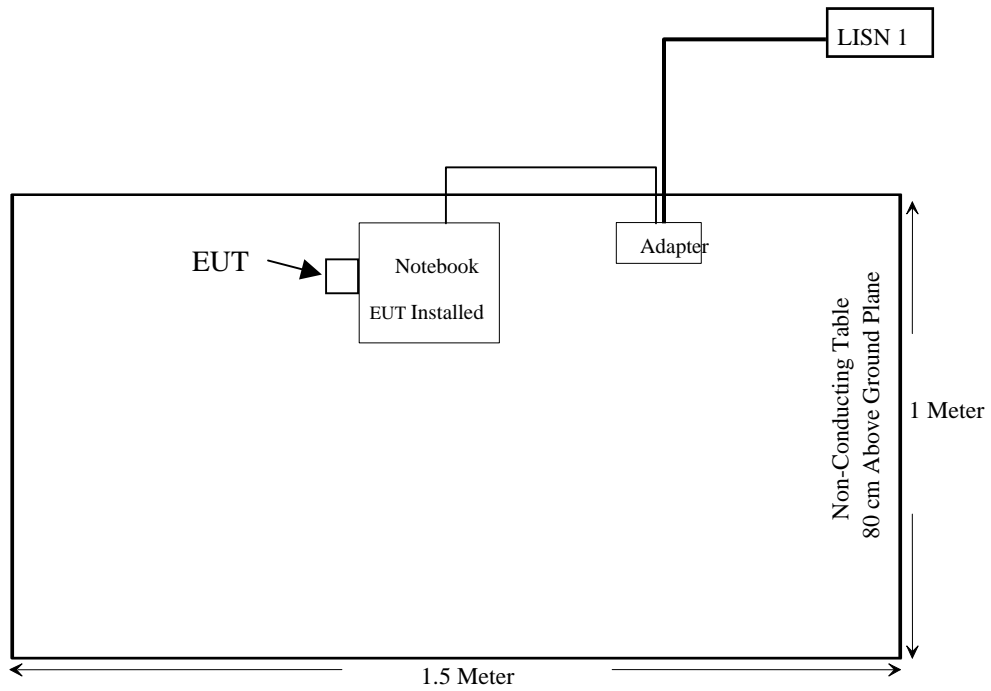 LISN 1
Adapter
EUT
Notebook
EUT Installed
Non-Conducting Table
80 cm Above Ground Plane
1 Meter
1.5 Meter